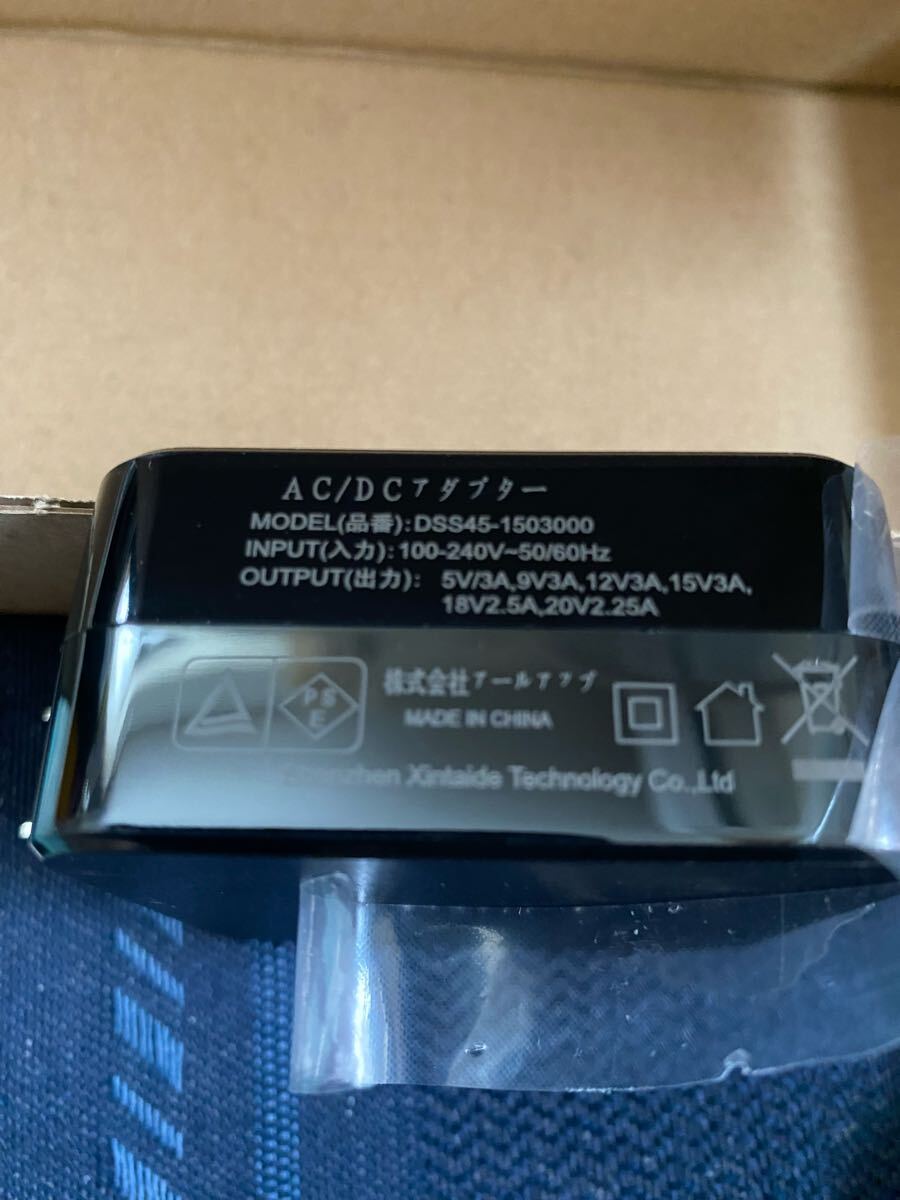 AC/DCアダプター
MODEL(品番):DSS45-1503000
INPUT(入力):100-240V~50/60Hz
OUTPUT(出力): 5V/3A,9V3A,12V3A,15V3A,
18V2.5A,20V2.25A
PS
E
株式会社アールアップ
MADE IN CHINA
Shenzhen Xintaide Technology Co.,Ltd